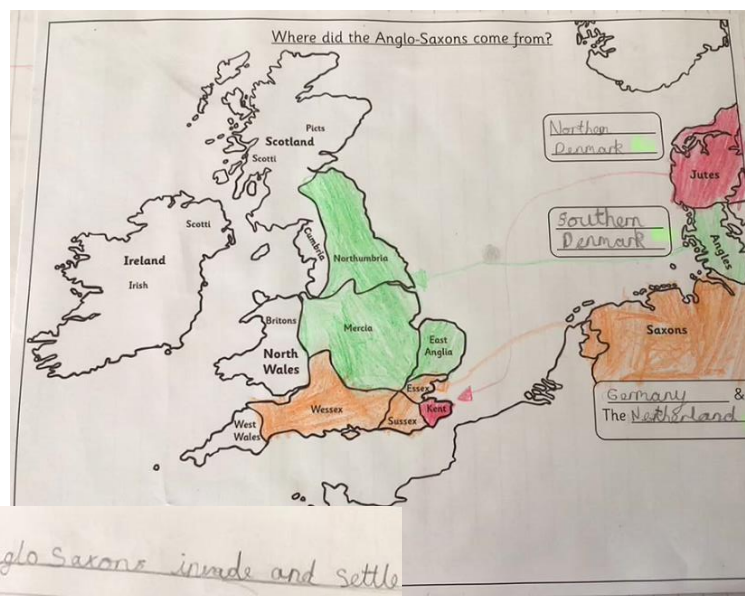 Where did the Anglo-Saxons come from?
Picts
Scotland
Scotti
Northern
Denmark
Jutes
Scotti
Southern
Denmark
Angles
Cumbria
Northumbria
Ireland
Irish
Britons
Mercia
East
Anglia
Saxons
North
Wales
Essex
Germany &
The Netherland
Wessex
Kent
Sussex
West
Wales
glo Saxons invade and settle